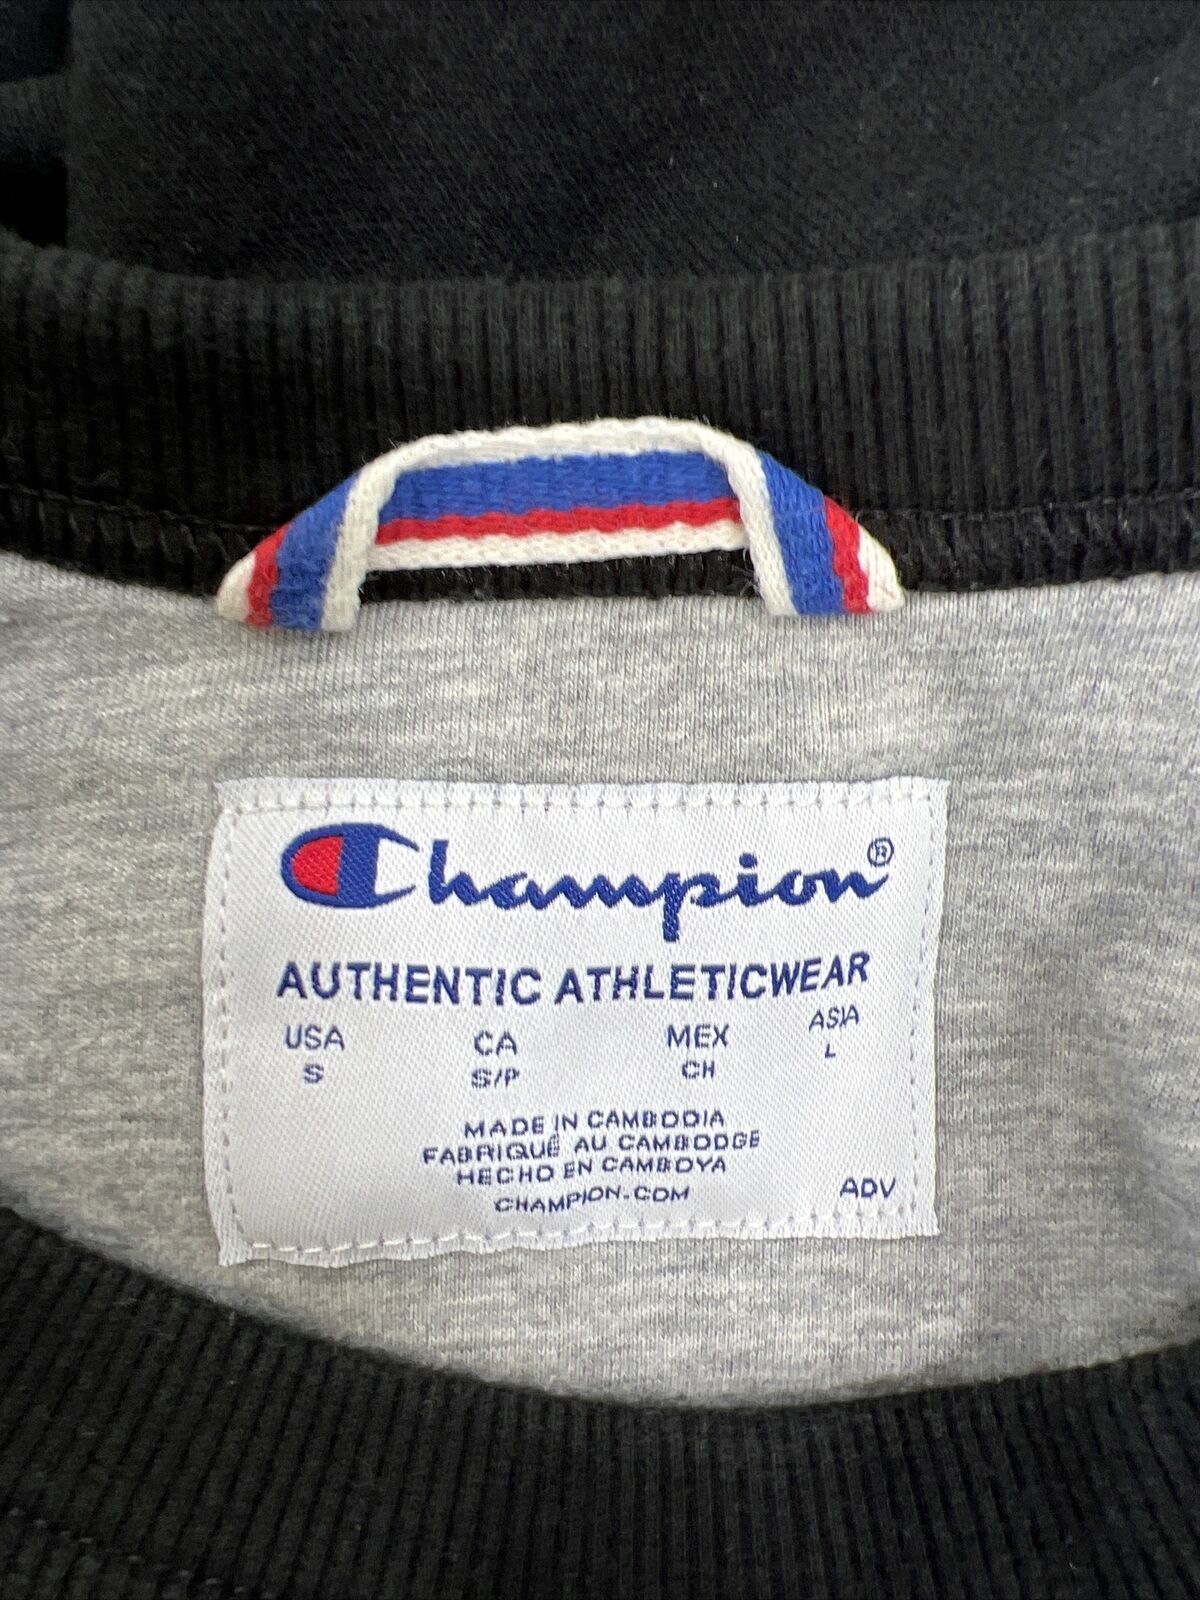 Champion®
AUTHENTIC ATHLETICWEAR
USA CA MEX ASIA
S S/P CH L
MADE IN CAMBODIA
FABRIQUÉ AU CAMBODGE
HECHO EN CAMBOYA
CHAMPION.COM
ADV